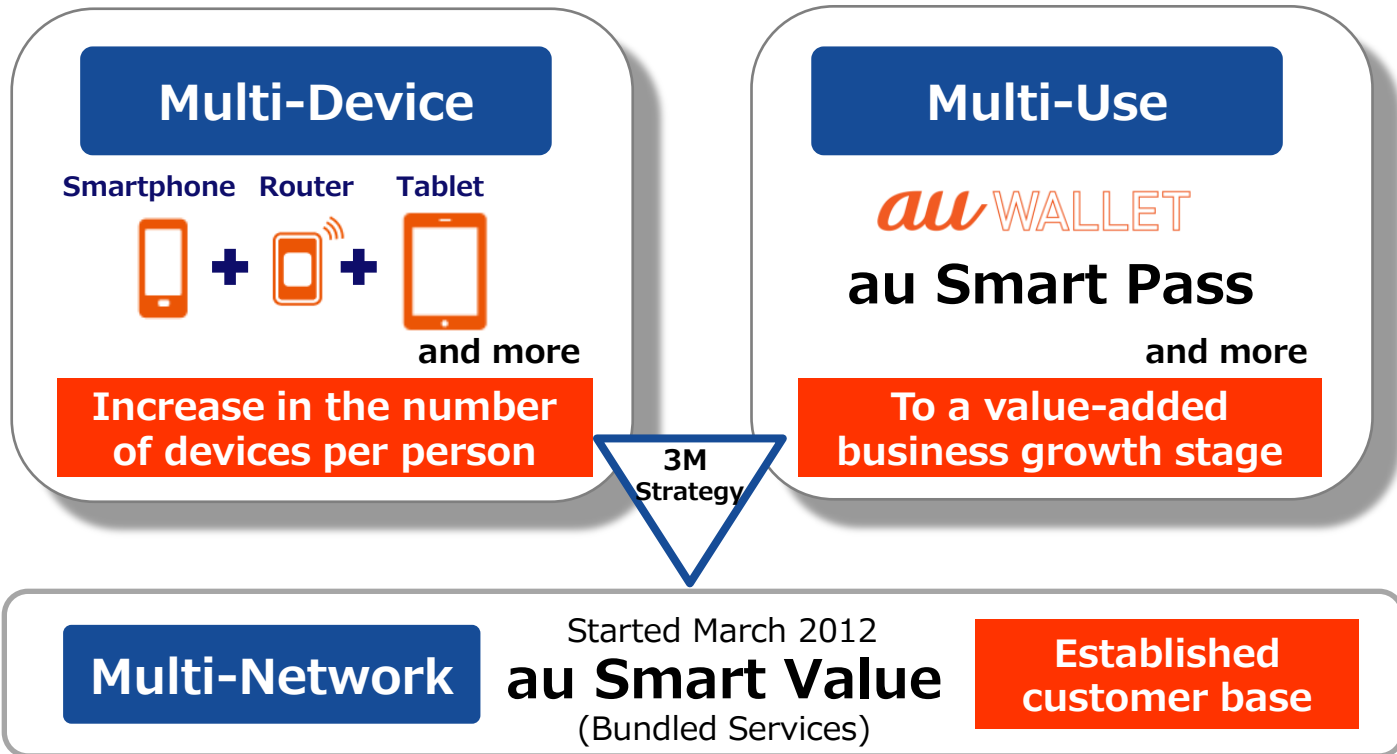 Multi-Device
Smartphone Router Tablet
and more
Increase in the number
of devices per person
Multi-Use
au WALLET
au Smart Pass
and more
To a value-added
business growth stage
3M
Strategy
Multi-Network
Started March 2012
au Smart Value
(Bundled Services)
Established
customer base